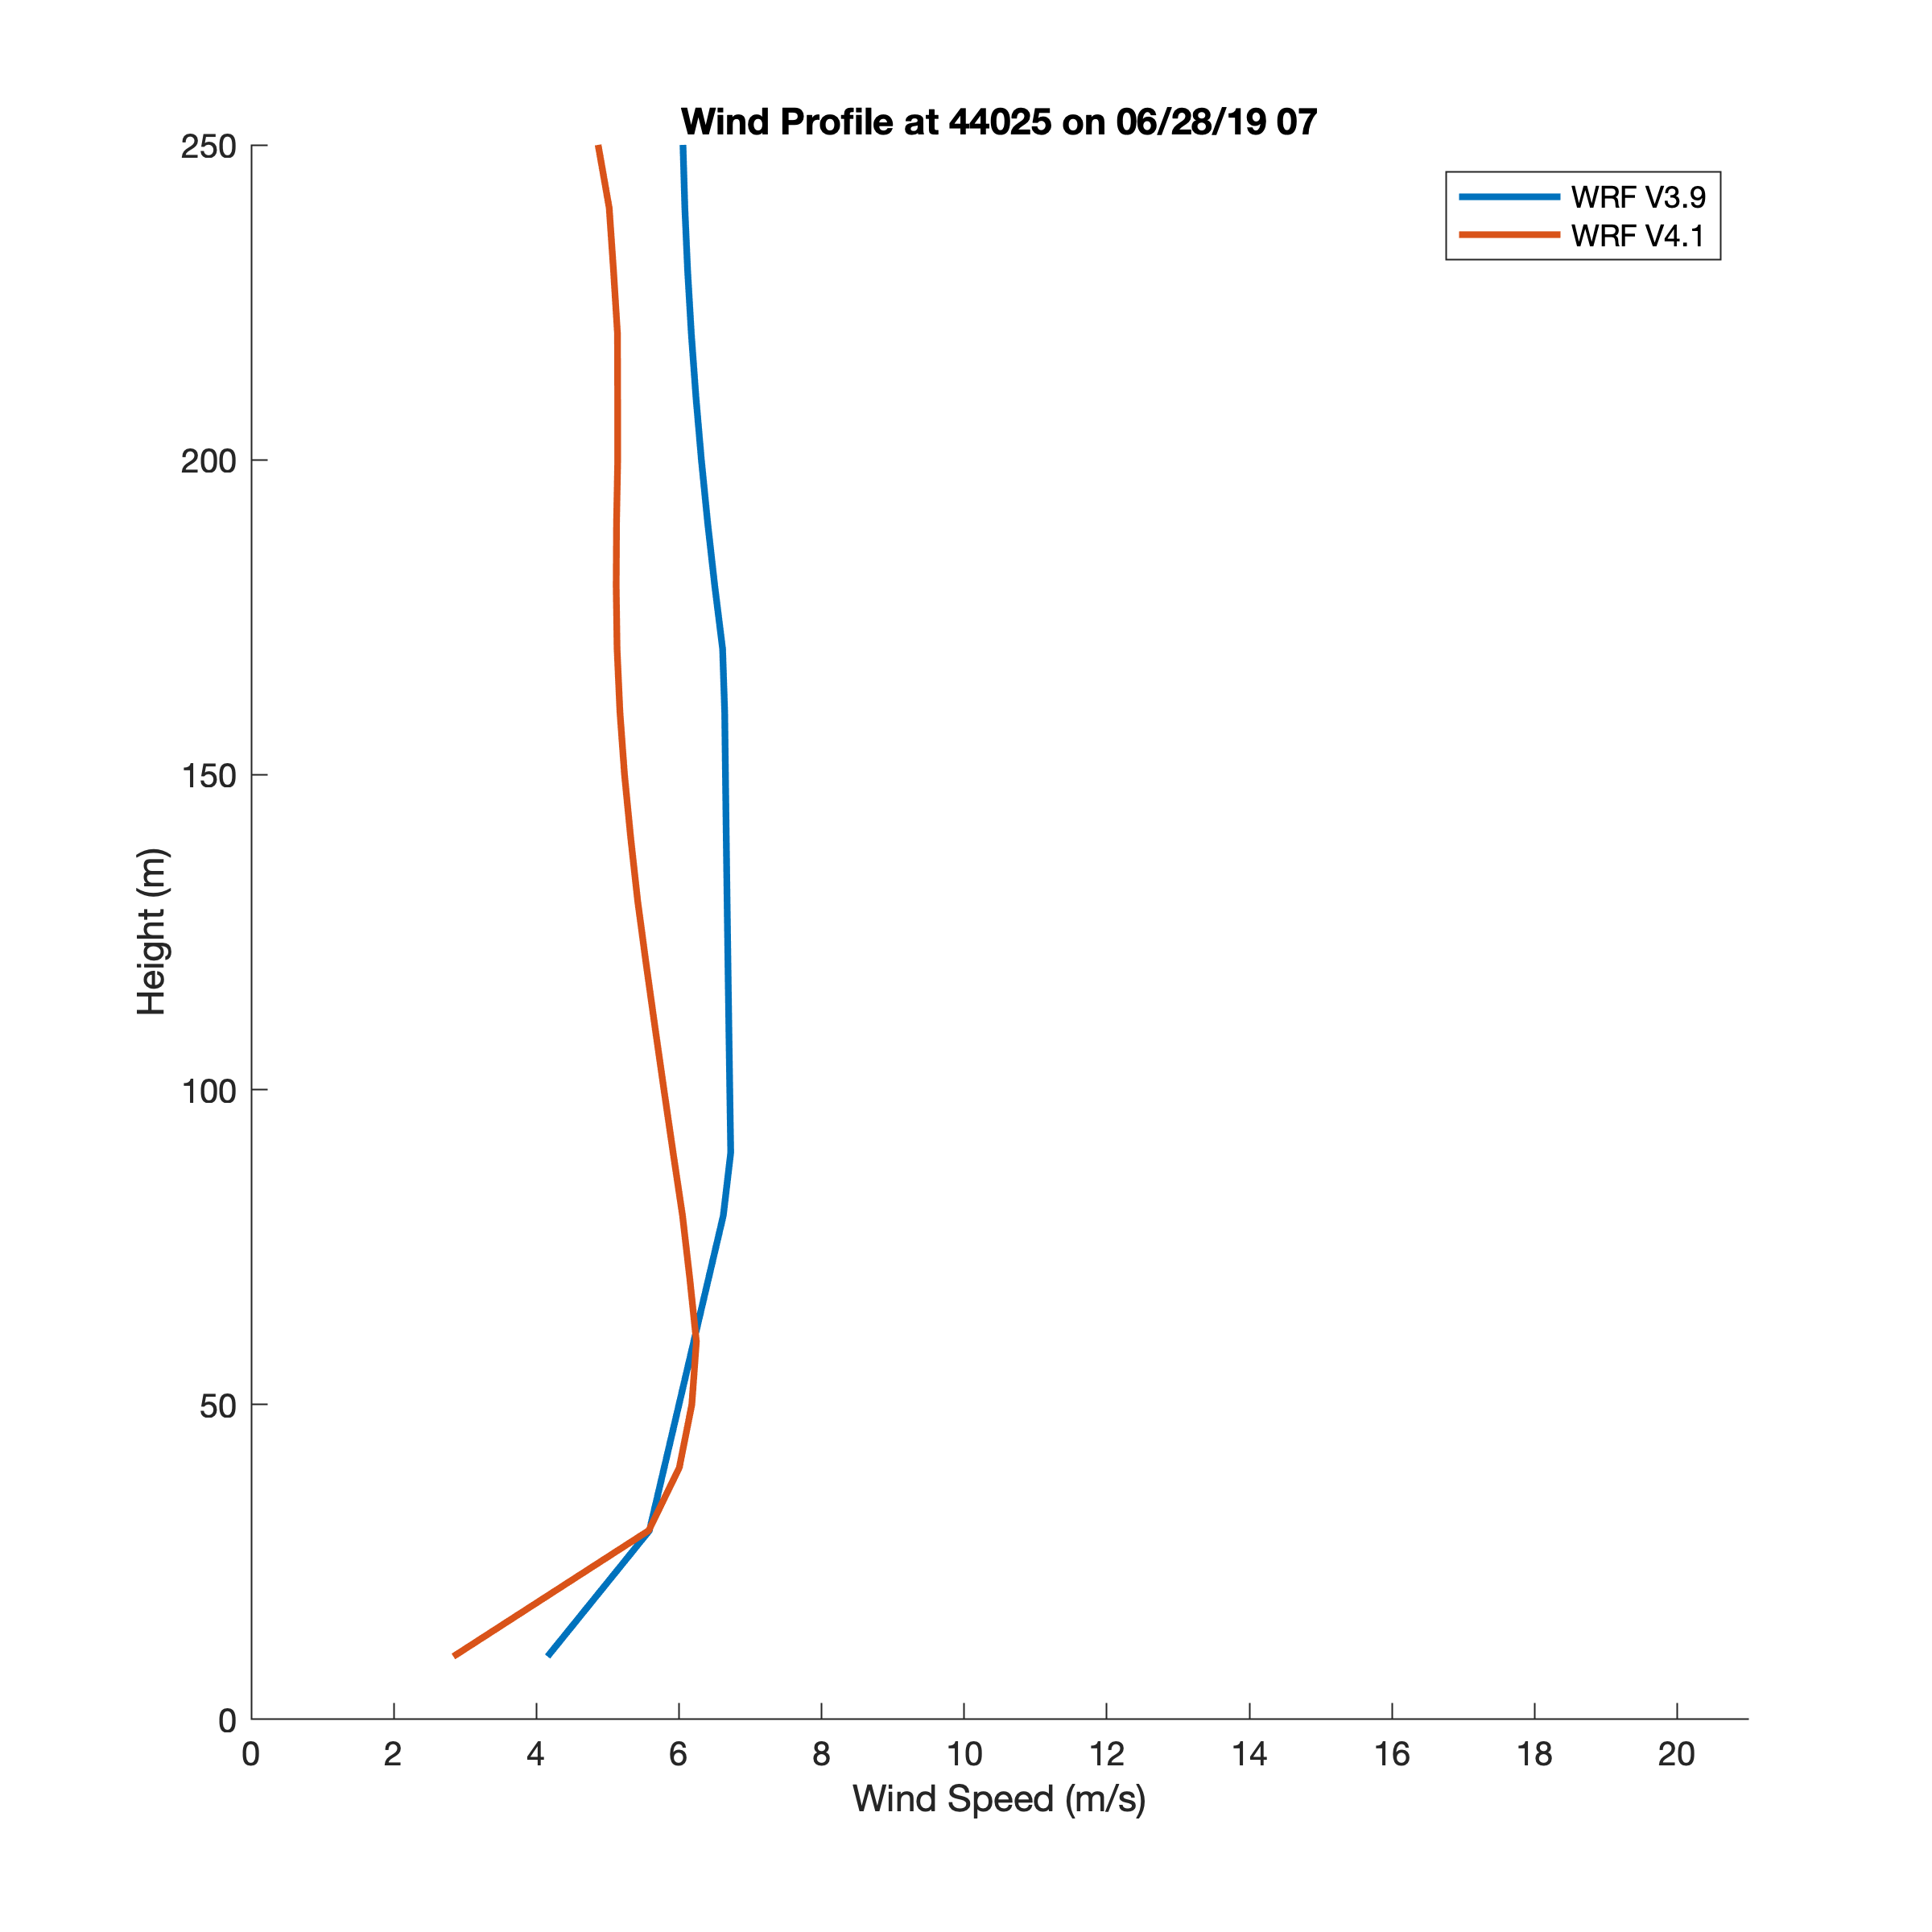 Wind Profile at 44025 on 06/28/19 07
WRF V3.9
WRF V4.1
250
200
150
100
50
0
Height (m)
0 2 4 6 8 10 12 14 16 18 20
Wind Speed (m/s)